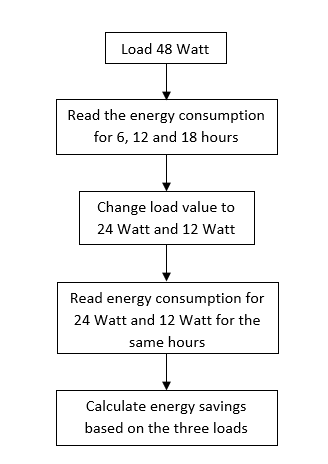 Load 48 Watt
Read the energy consumption
for 6, 12 and 18 hours
Change load value to
24 Watt and 12 Watt
Read energy consumption for
24 Watt and 12 Watt for the
same hours
Calculate energy savings
based on the three loads